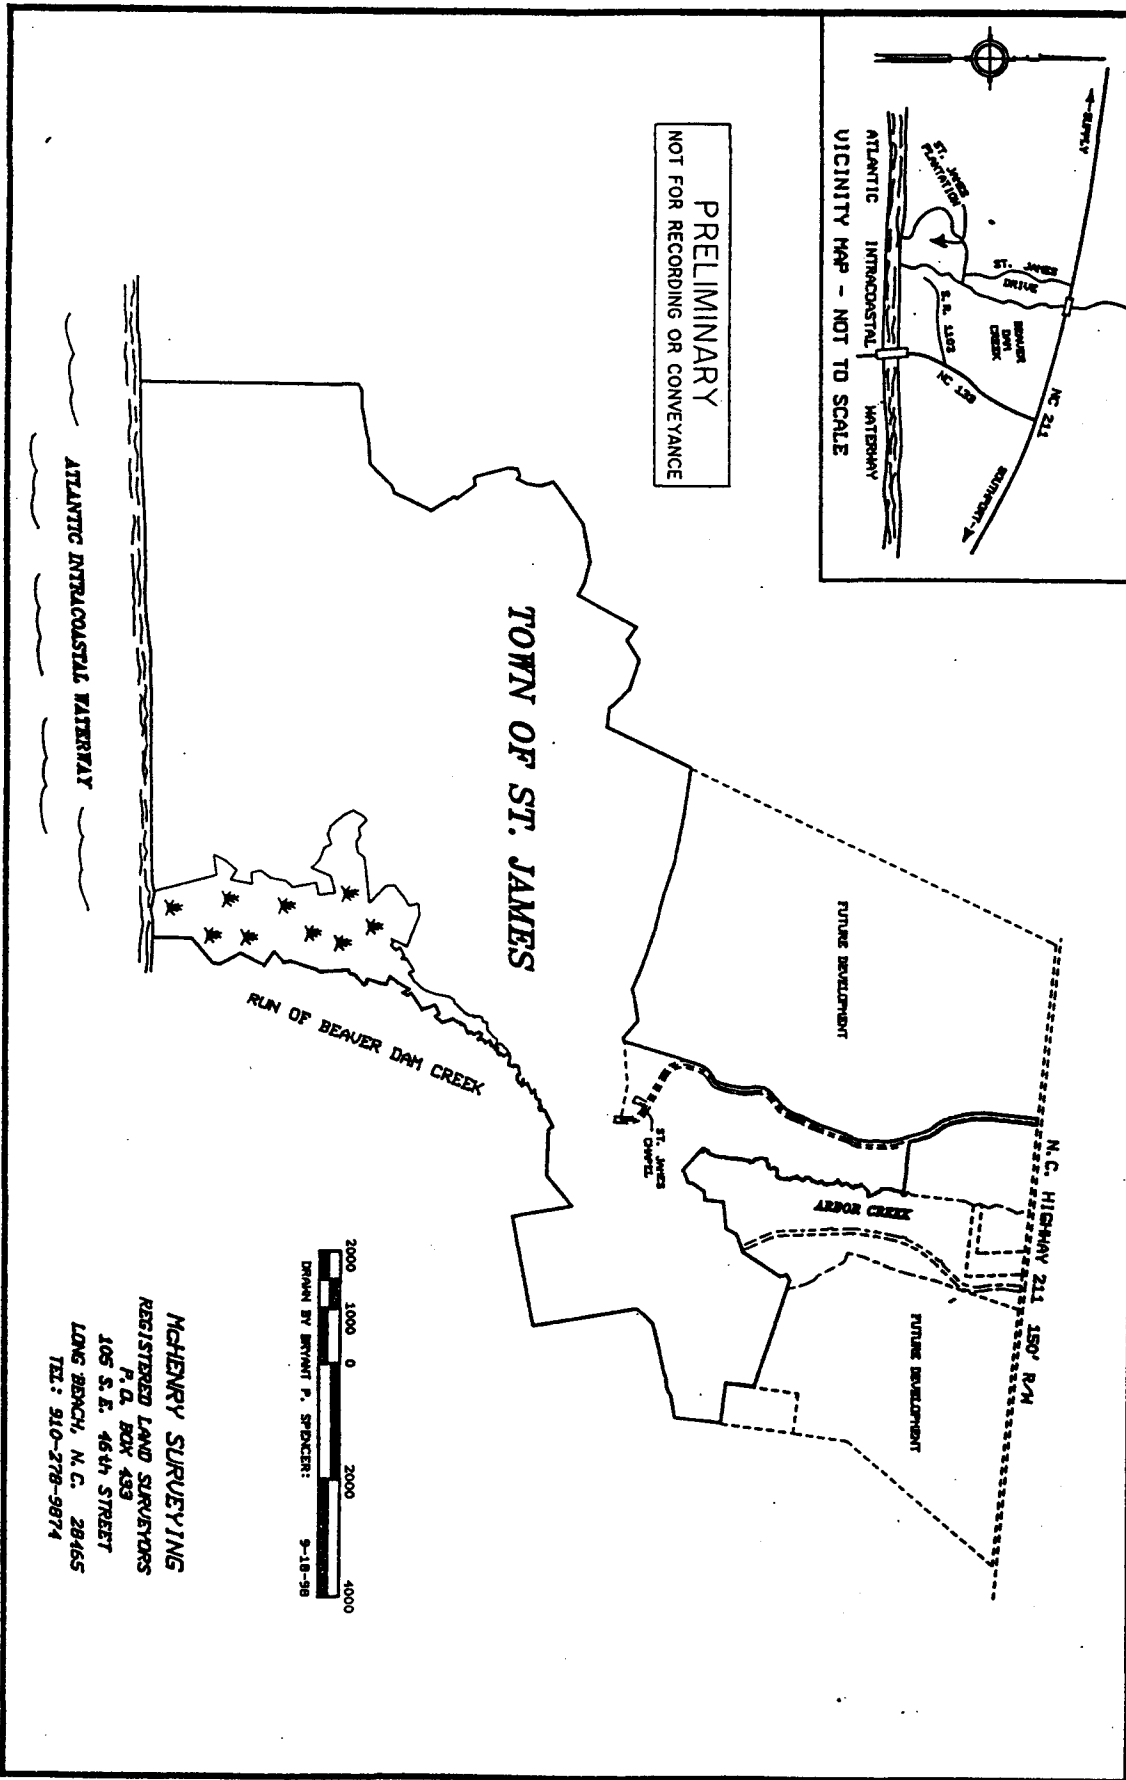 SUPPLY
ST. JAMES
PLANTATION
ST. JAMES
DRIVE
BEAVER
DAM
CREEK
S.R. 1102
NC 133
NC 211
SOUTHPORT
ATLANTIC INTRACOASTAL WATERWAY
VICINITY MAP - NOT TO SCALE
PRELIMINARY
NOT FOR RECORDING OR CONVEYANCE
N.C. HIGHWAY 211 150' R/W
FUTURE DEVELOPMENT
FUTURE DEVELOPMENT
ARBOR CREEK
ST. JAMES
CHAPEL
TOWN OF ST. JAMES
RUN OF BEAVER DAM CREEK
ATLANTIC INTRACOASTAL WATERWAY
2000 1000 0 2000 4000
DRAWN BY BRYANT P. SPENCER: 9-18-98
McHENRY SURVEYING
REGISTERED LAND SURVEYORS
P.O. BOX 433
105 S.E. 46th STREET
LONG BEACH, N.C. 28465
TEL: 910-278-9874